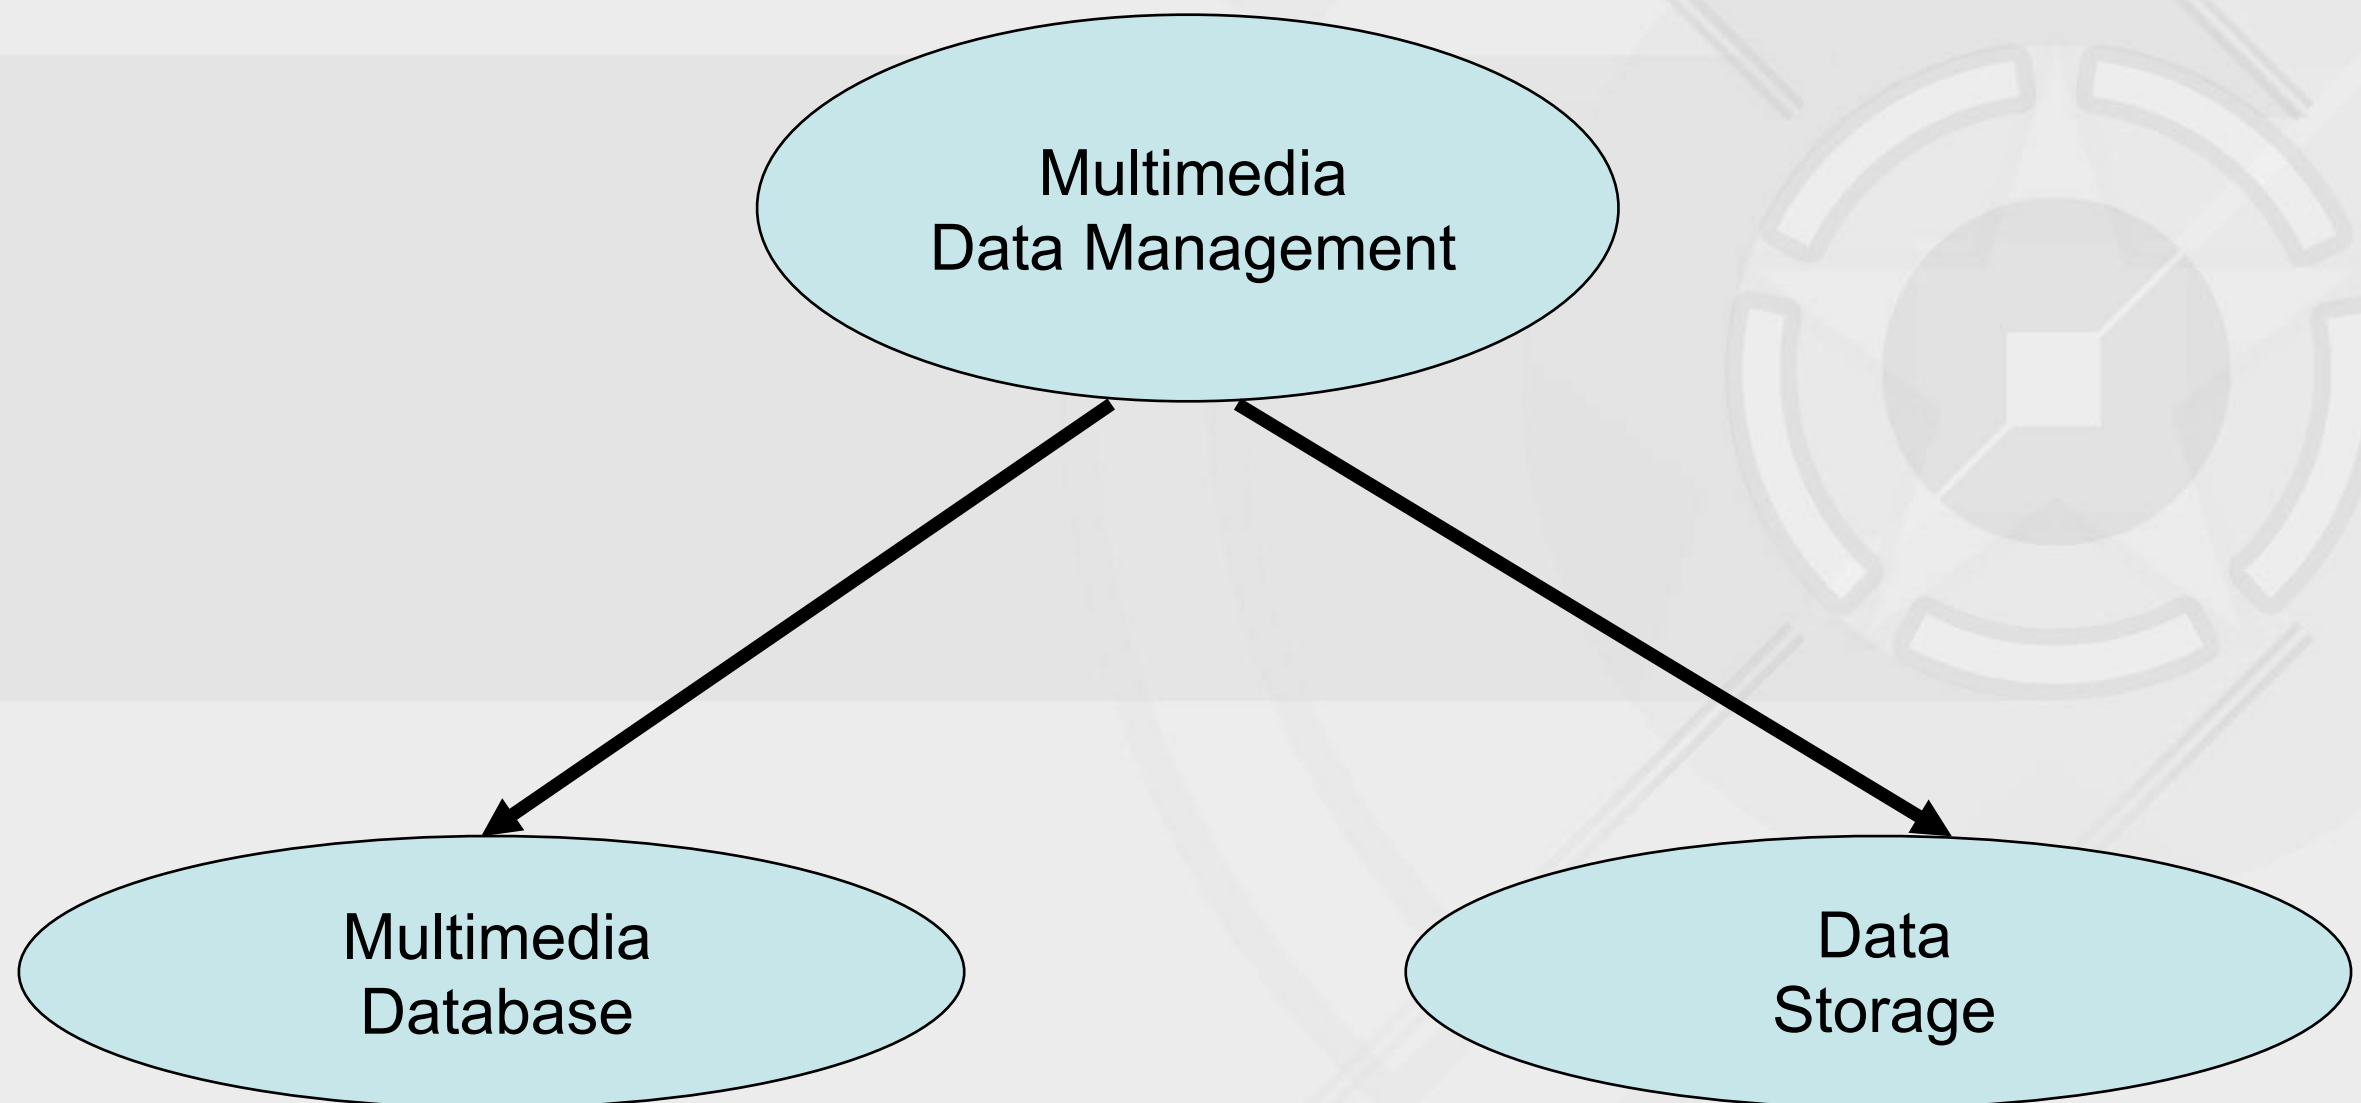 Multimedia
Data Management
Multimedia
Database
Data
Storage